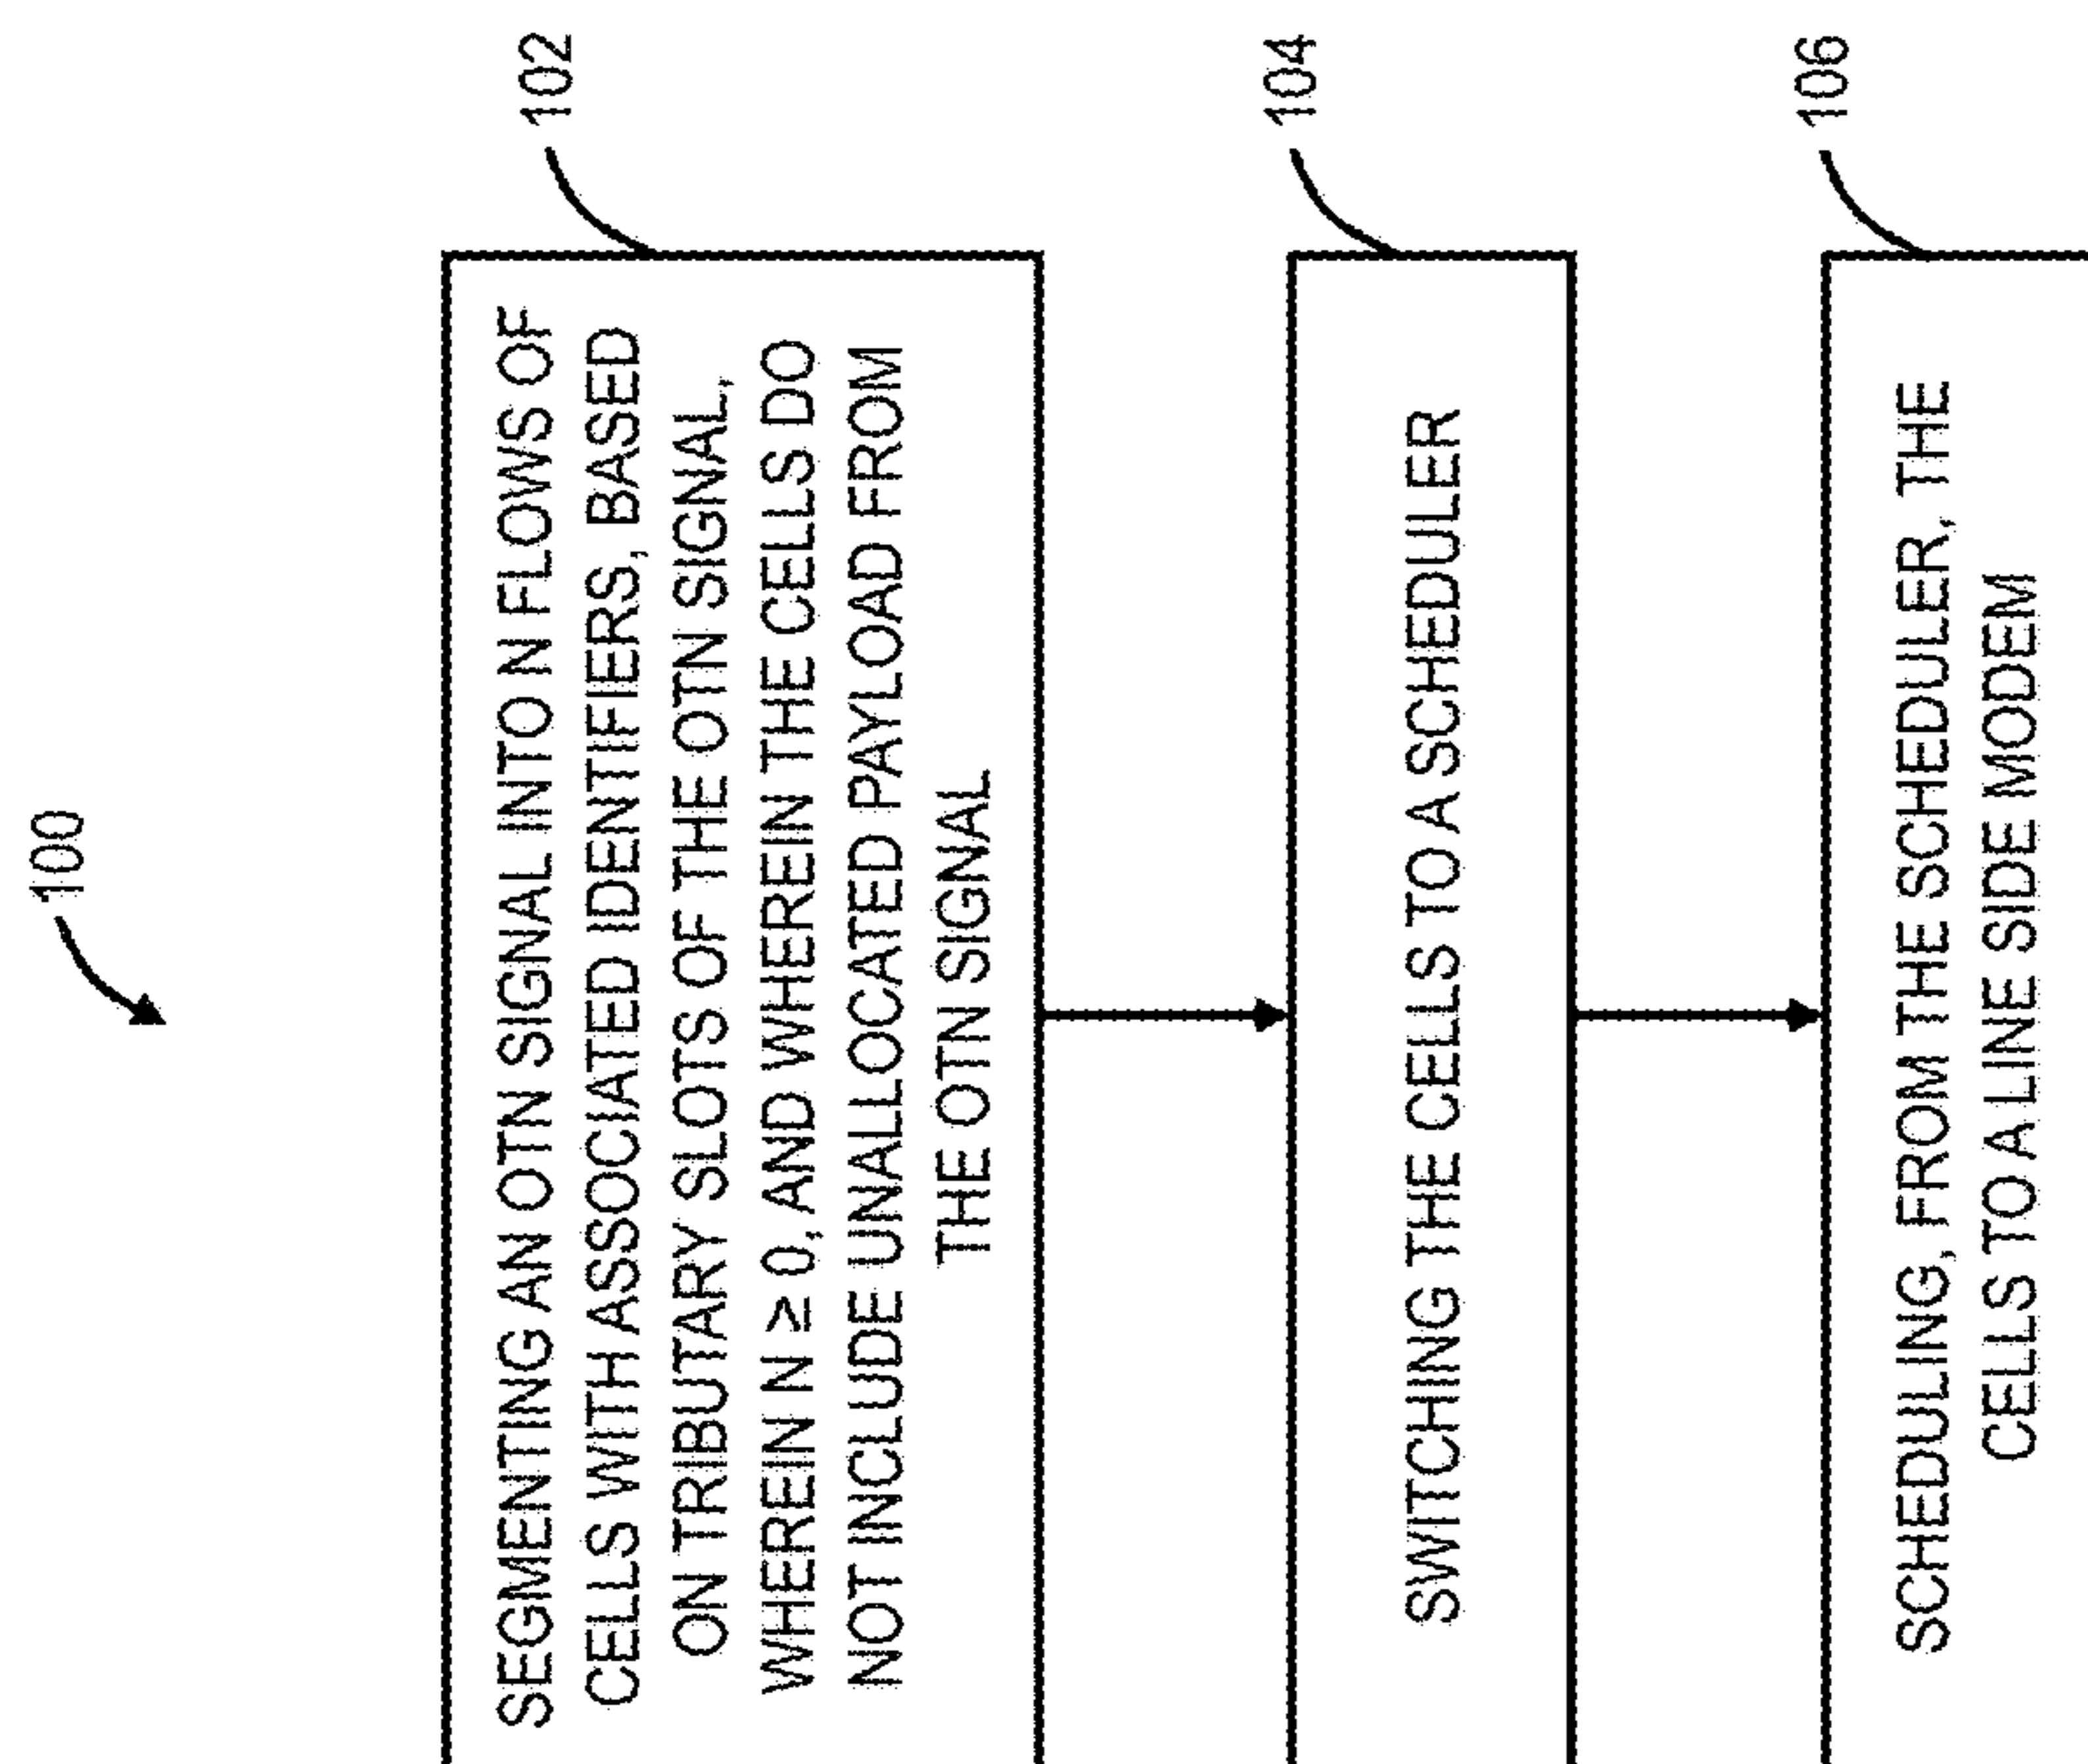 100
102
SEGMENTING AN OTN SIGNAL INTO N FLOWS OF
CELLS WITH ASSOCIATED IDENTIFIERS, BASED
ON TRIBUTARY SLOTS OF THE OTN SIGNAL,
WHEREIN N ≥ 0, AND WHEREIN THE CELLS DO
NOT INCLUDE UNALLOCATED PAYLOAD FROM
THE OTN SIGNAL
104
SWITCHING THE CELLS TO A SCHEDULER
106
SCHEDULING, FROM THE SCHEDULER, THE
CELLS TO A LINE SIDE MODEM